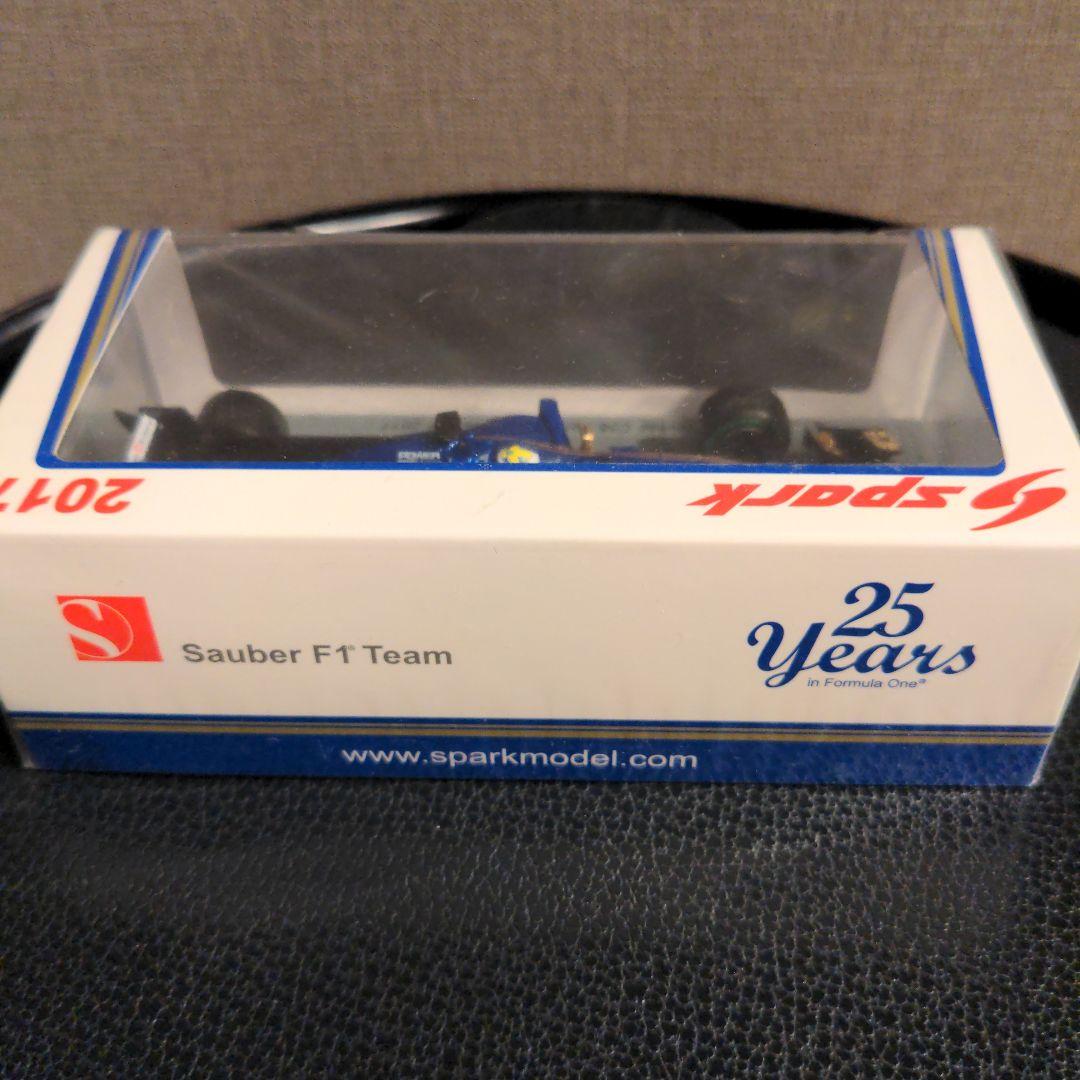 2017
spark
S
Sauber F1® Team
25
Years
in Formula One®
www.sparkmodel.com